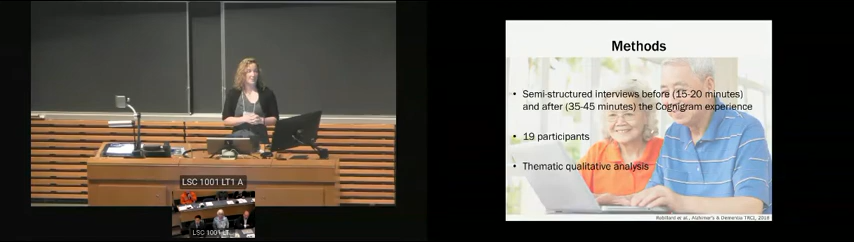 Methods
• Semi-structured interviews before (15-20 minutes)
and after (35-45 minutes) the Cognigram experience
• 19 participants
• Thematic qualitative analysis
Robillard et al., Alzheimer's & Dementia TRCI, 2018
LSC 1001 LT1 A
LSC 1001 LT